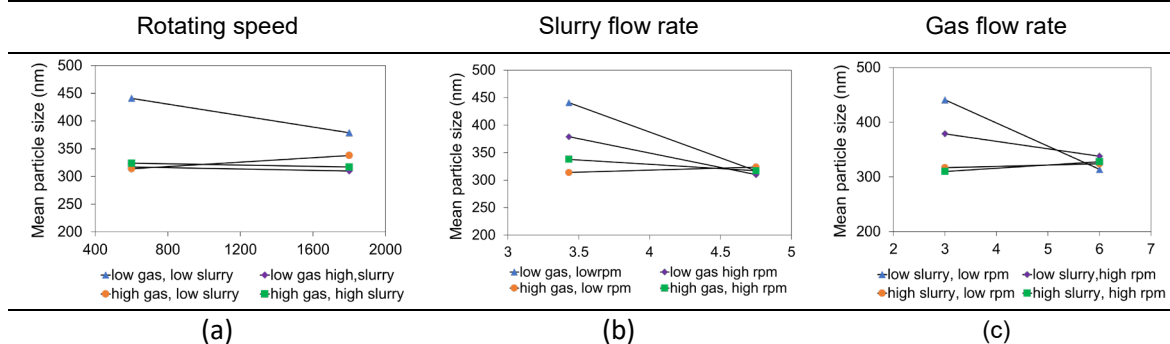 Rotating speed
Slurry flow rate
Gas flow rate
Mean particle size (nm)
500
450
400
350
300
250
200
400
800
1200
1600
2000
low gas, low slurry
low gas high,slurry
high gas, low slurry
high gas, high slurry
(a)
Mean particle size (nm)
500
450
400
350
300
250
200
3
3.5
4
4.5
5
low gas, lowrpm
low gas high rpm
high gas, low rpm
high gas, high rpm
(b)
Mean particle size (nm)
500
400
300
200
2
3
4
5
6
7
low slurry, low rpm
low slurry,high rpm
high slurry, low rpm
high slurry, high rpm
(c)